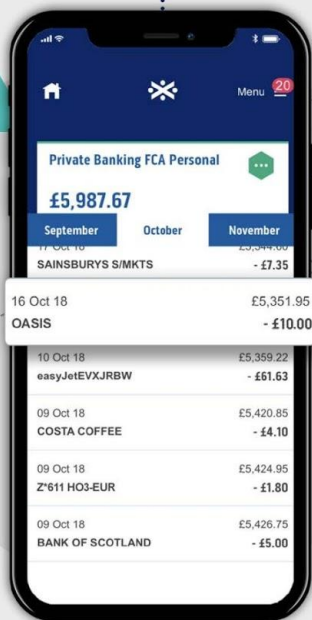 Menu 20
Private Banking FCA Personal
£5,987.67
September October November
SAINSBURYS S/MKTS - £7.35
16 Oct 18 £5,351.95
OASIS - £10.00
10 Oct 18 £5,359.22
easyJetEVXJRBW - £61.63
09 Oct 18 £5,420.85
COSTA COFFEE - £4.10
09 Oct 18 £5,424.95
Z*611 HO3-EUR - £1.80
09 Oct 18 £5,426.75
BANK OF SCOTLAND - £5.00